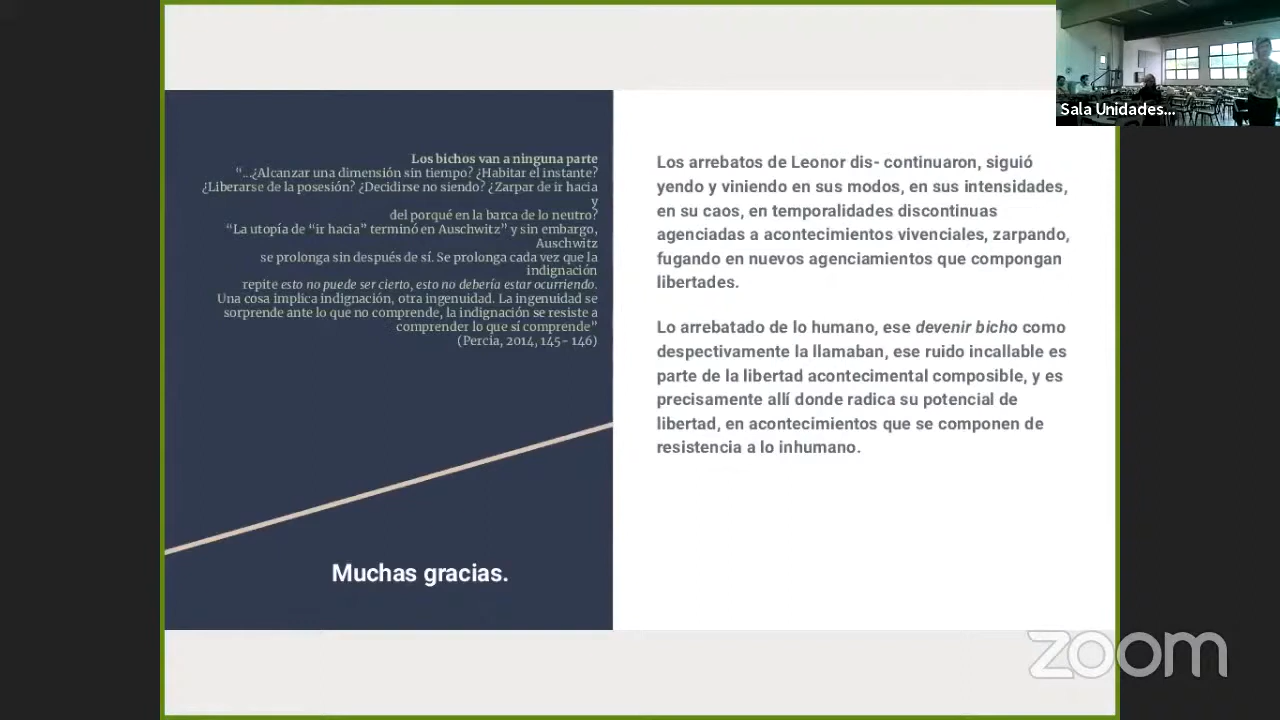 Los bichos van a ninguna parte
“...¿Alcanzar una dimensión sin tiempo? ¿Habitar el instante?
¿Liberarse de la posesión? ¿Decidirse no siendo? ¿Zarpar de ir hacia
y
del porqué en la barca de lo neutro?
“La utopía de “ir hacia” terminó en Auschwitz” y sin embargo,
Auschwitz
se prolonga sin después de sí. Se prolonga cada vez que la
indignación
repite esto no puede ser cierto, esto no debería estar ocurriendo.
Una cosa implica indignación, otra ingenuidad. La ingenuidad se
sorprende ante lo que no comprende, la indignación se resiste a
comprender lo que sí comprende”
(Percia, 2014, 145- 146)
Muchas gracias.
Los arrebatos de Leonor dis- continuaron, siguió
yendo y viniendo en sus modos, en sus intensidades,
en su caos, en temporalidades discontinuas
agenciadas a acontecimientos vivenciales, zarpando,
fugando en nuevos agenciamientos que compongan
libertades.
Lo arrebatado de lo humano, ese devenir bicho como
despectivamente la llamaban, ese ruido incallable es
parte de la libertad acontecimental composible, y es
precisamente allí donde radica su potencial de
libertad, en acontecimientos que se componen de
resistencia a lo inhumano.
Sala Unidades...
zoom